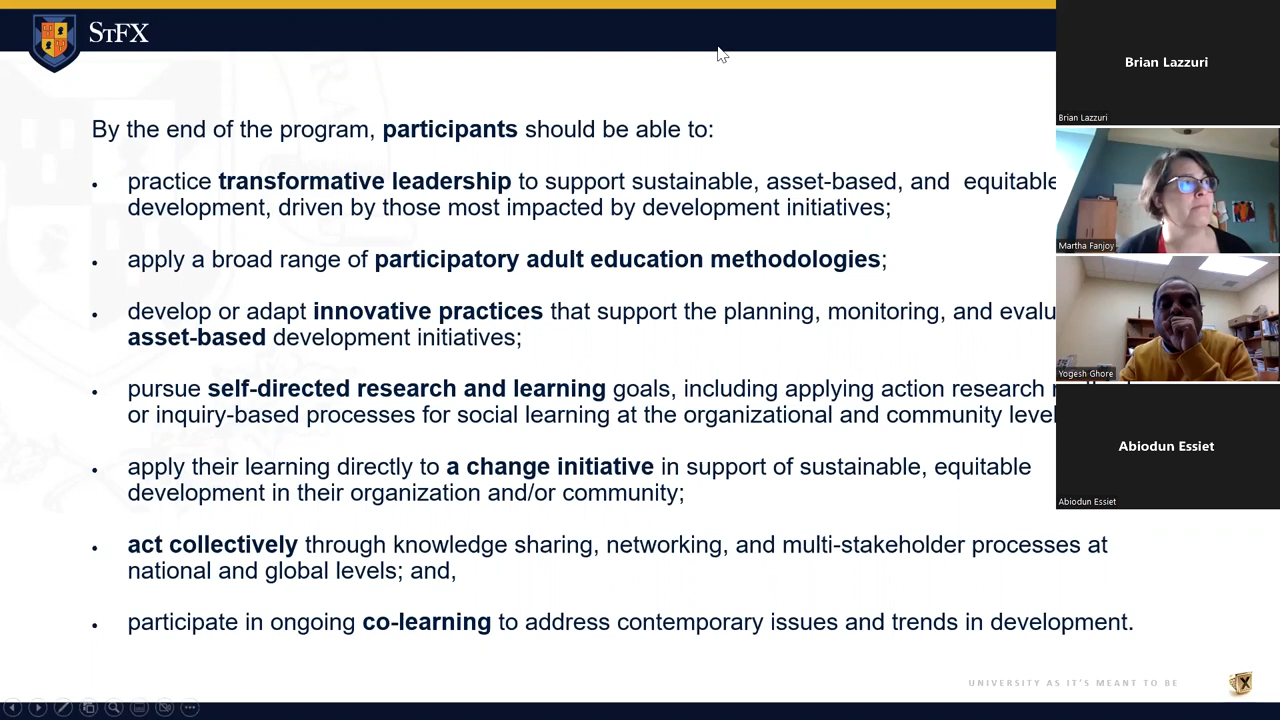 STFX
By the end of the program, participants should be able to:
• practice transformative leadership to support sustainable, asset-based, and equitable
development, driven by those most impacted by development initiatives;
• apply a broad range of participatory adult education methodologies;
• develop or adapt innovative practices that support the planning, monitoring, and evalu
asset-based development initiatives;
• pursue self-directed research and learning goals, including applying action research
or inquiry-based processes for social learning at the organizational and community level
• apply their learning directly to a change initiative in support of sustainable, equitable
development in their organization and/or community;
• act collectively through knowledge sharing, networking, and multi-stakeholder processes at
national and global levels; and,
• participate in ongoing co-learning to address contemporary issues and trends in development.
UNIVERSITY AS IT'S MEANT TO BE
X
Brian Lazzuri
Brian Lazzuri
Martha Fanjoy
Yogesh Ghore
Abiodun Essiet
Abiodun Essiet